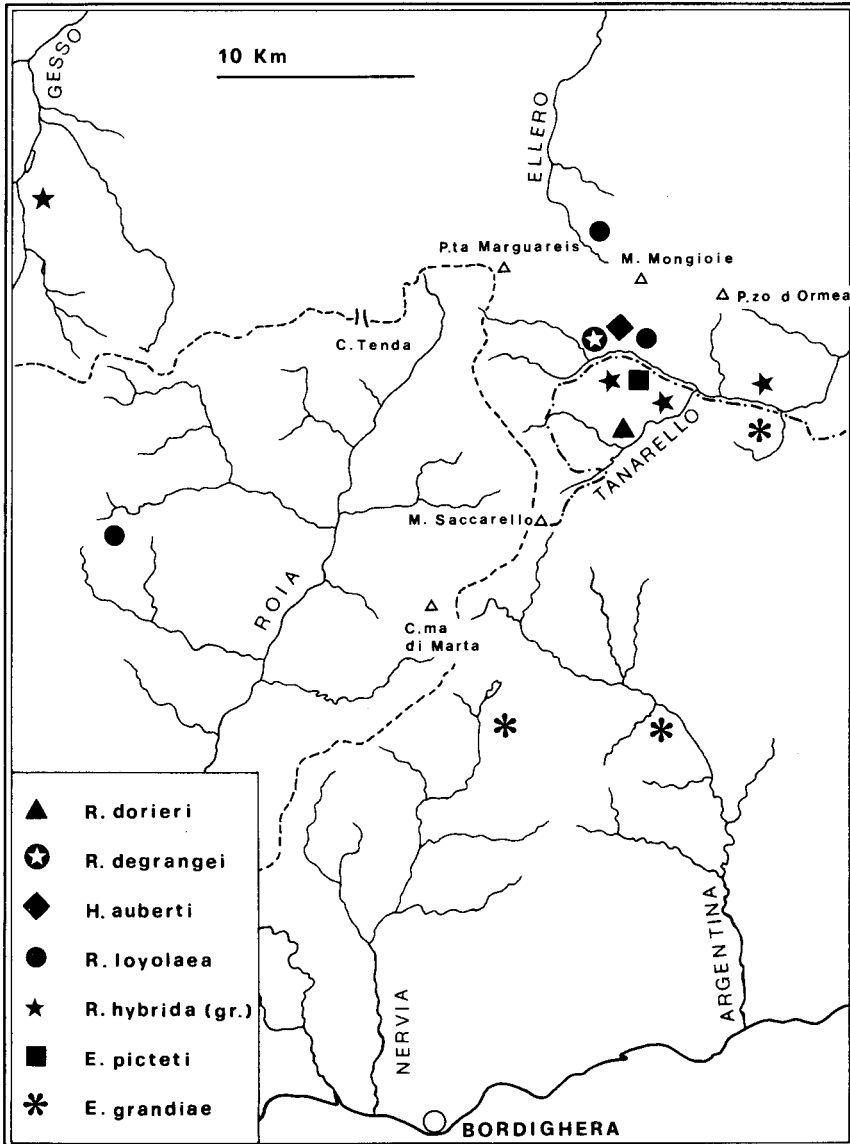 GESSO
10 Km
ELLERO
P.ta Marguareis
M. Mongioie
P.zo d Ormea
C. Tenda
TANARELLO
M. Saccarello
ROIA
C.ma
di Marta
R. dorieri
R. degrangei
H. auberti
R. loyolaea
R. hybrida (gr.)
E. picteti
E. grandiae
NERVIA
ARGENTINA
BORDIGHERA